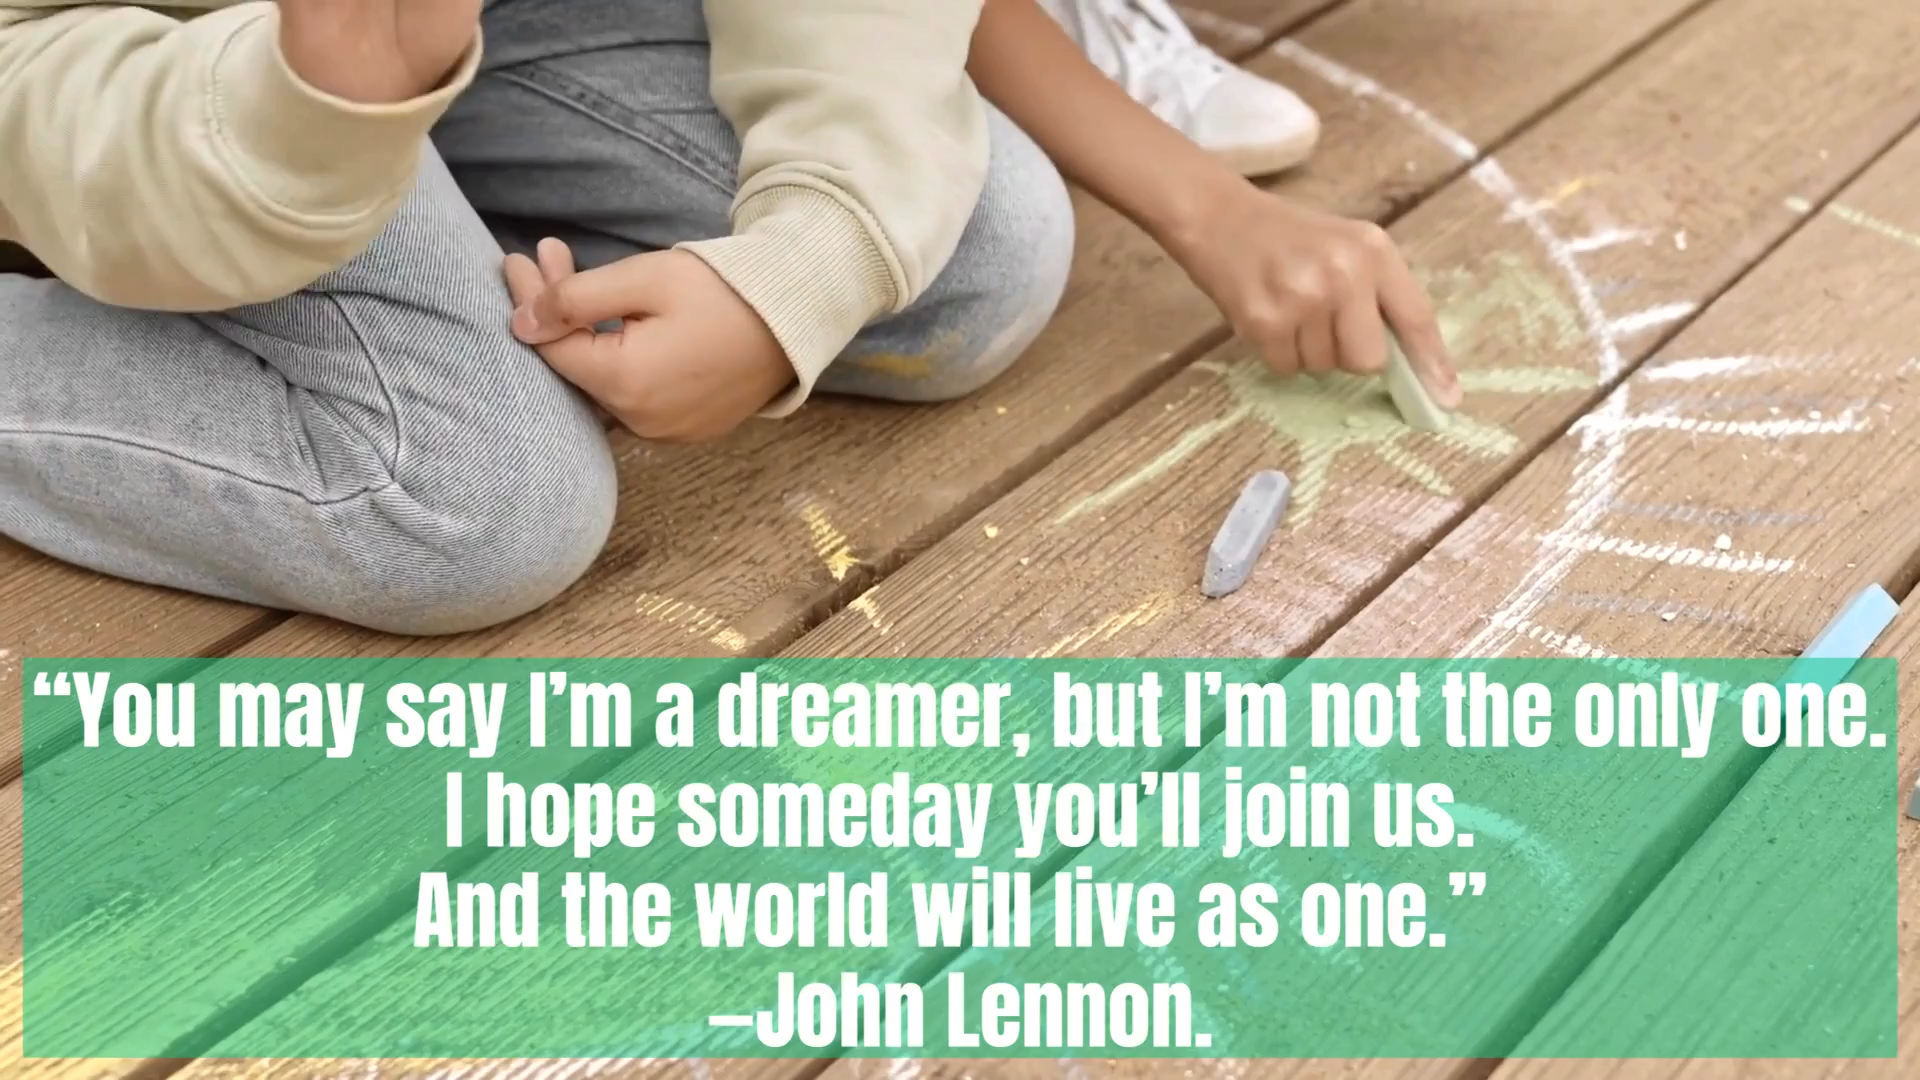 “You may say I’m a dreamer, but I’m not the only one.
I hope someday you’ll join us.
And the world will live as one.”
—John Lennon.